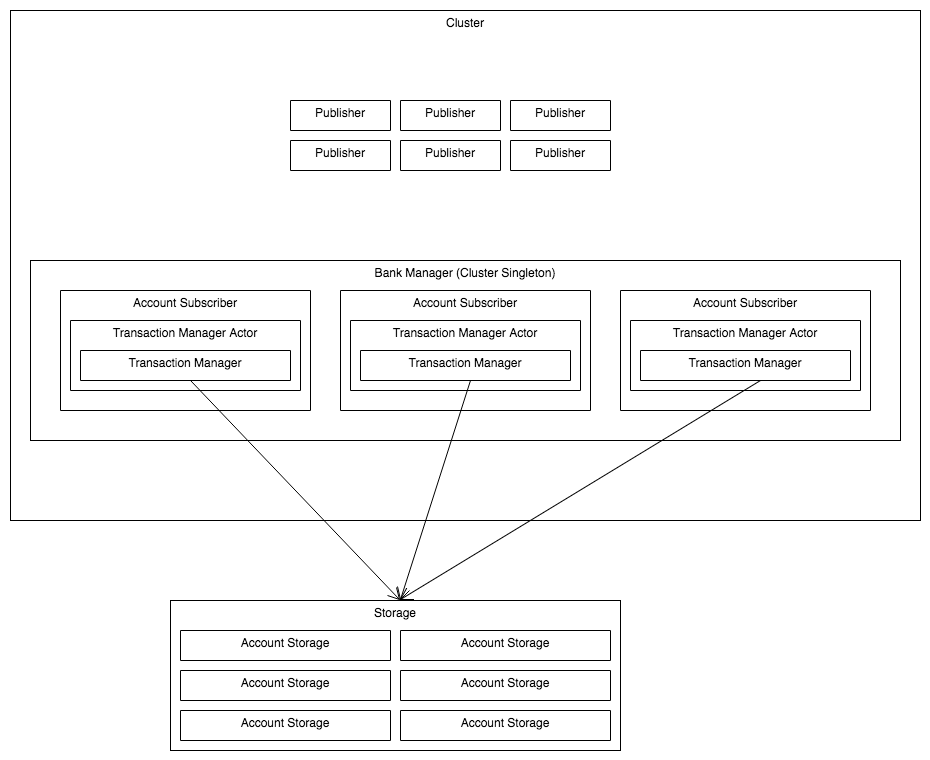 Cluster
Publisher
Publisher
Publisher
Publisher
Publisher
Publisher
Bank Manager (Cluster Singleton)
Account Subscriber
Account Subscriber
Account Subscriber
Transaction Manager Actor
Transaction Manager Actor
Transaction Manager Actor
Transaction Manager
Transaction Manager
Transaction Manager
Storage
Account Storage
Account Storage
Account Storage
Account Storage
Account Storage
Account Storage